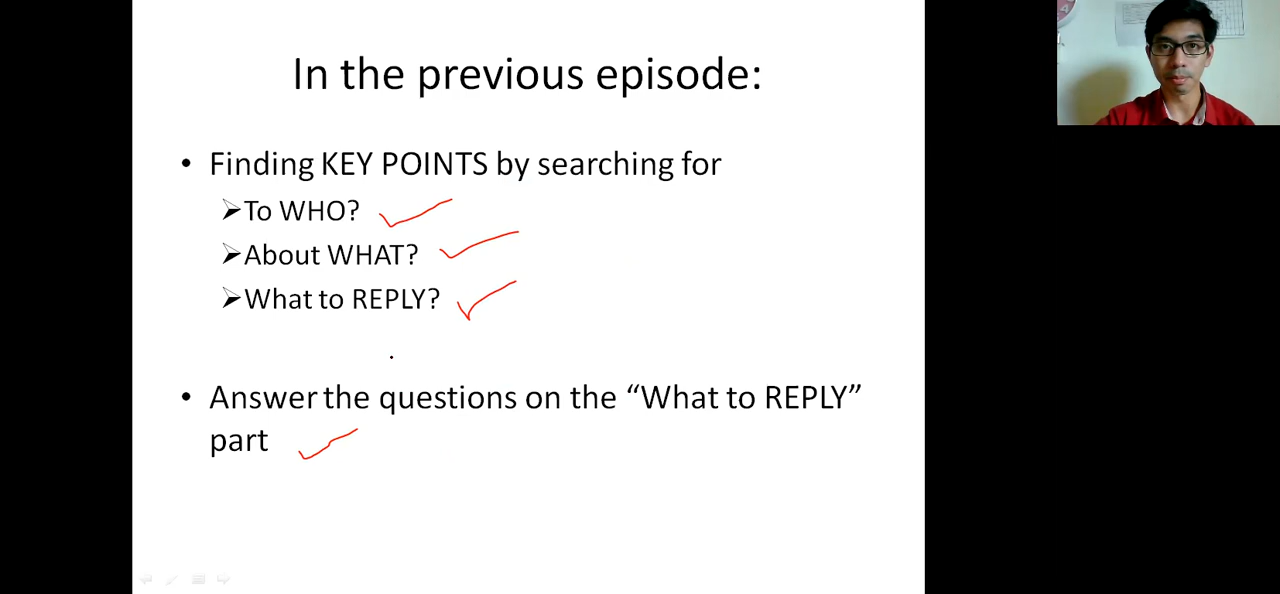 In the previous episode:
• Finding KEY POINTS by searching for
➢To WHO?
➢About WHAT?
➢What to REPLY?
• Answer the questions on the “What to REPLY”
part